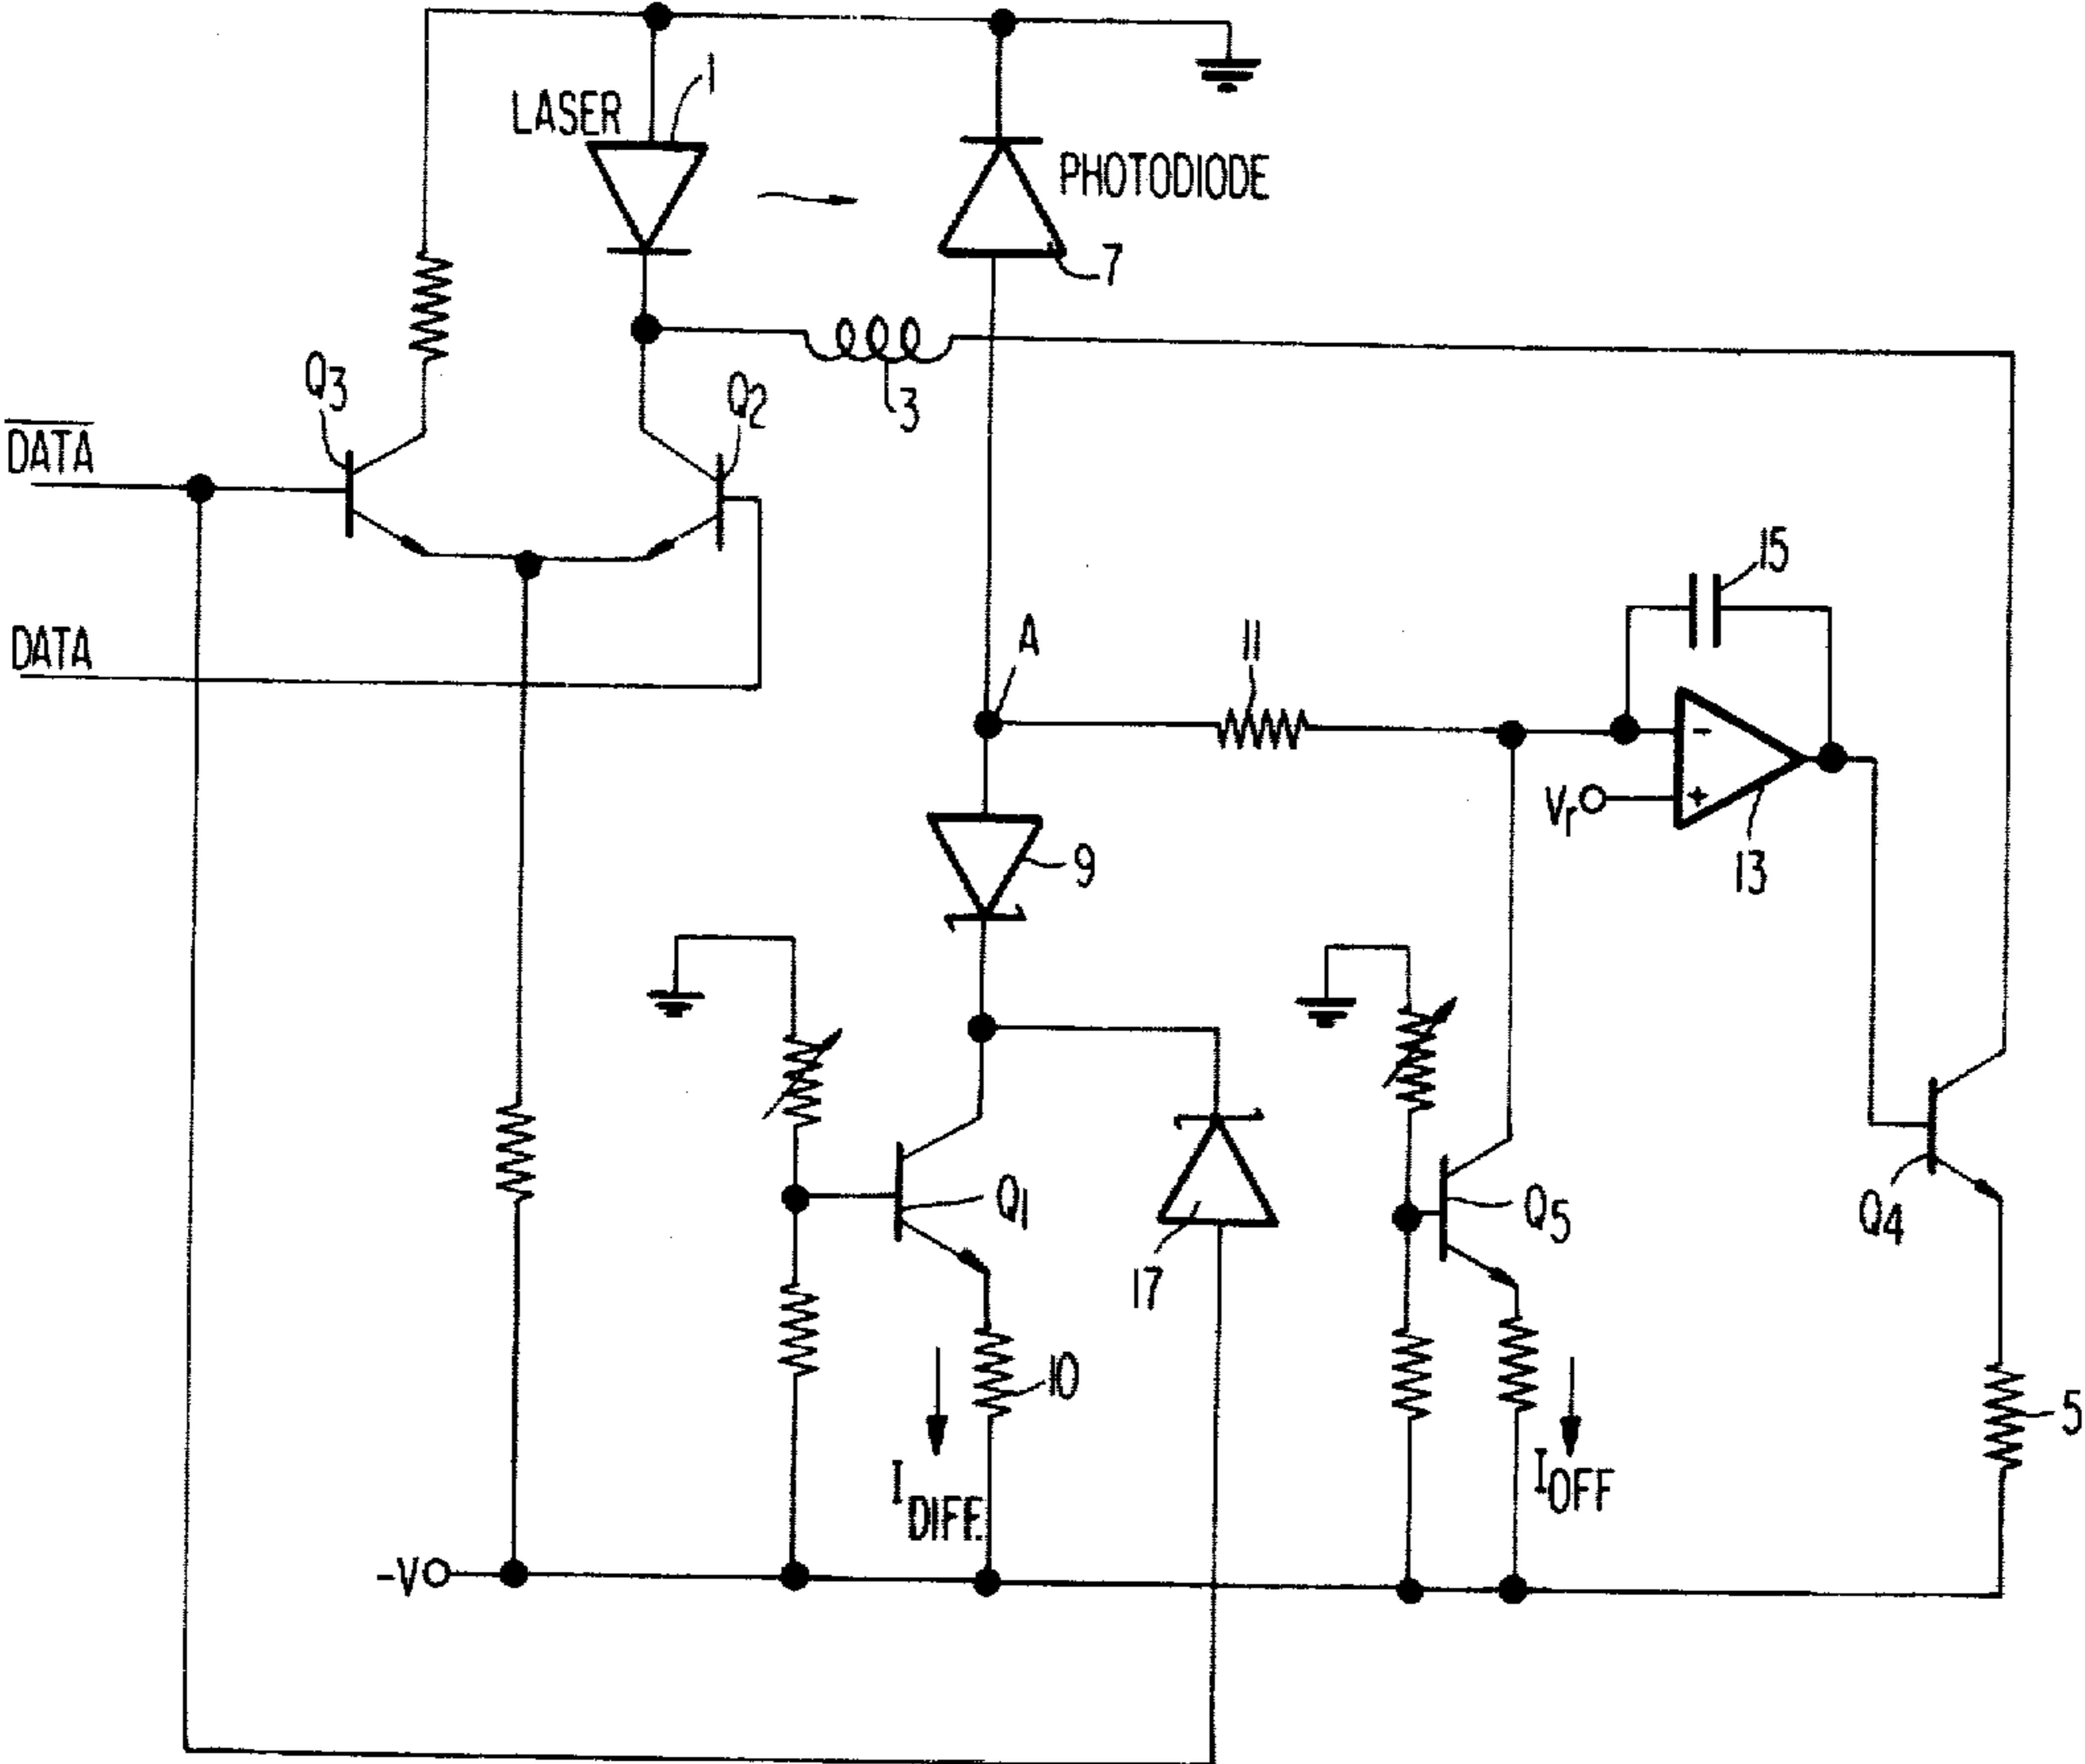 1
LASER
PHOTODIODE
7
Q3
Q2
3
DATA
15
DATA
A
11
-
Vr
+
13
9
Q1
Q5
Q4
17
10
5
IDIFF.
IOFF
-V